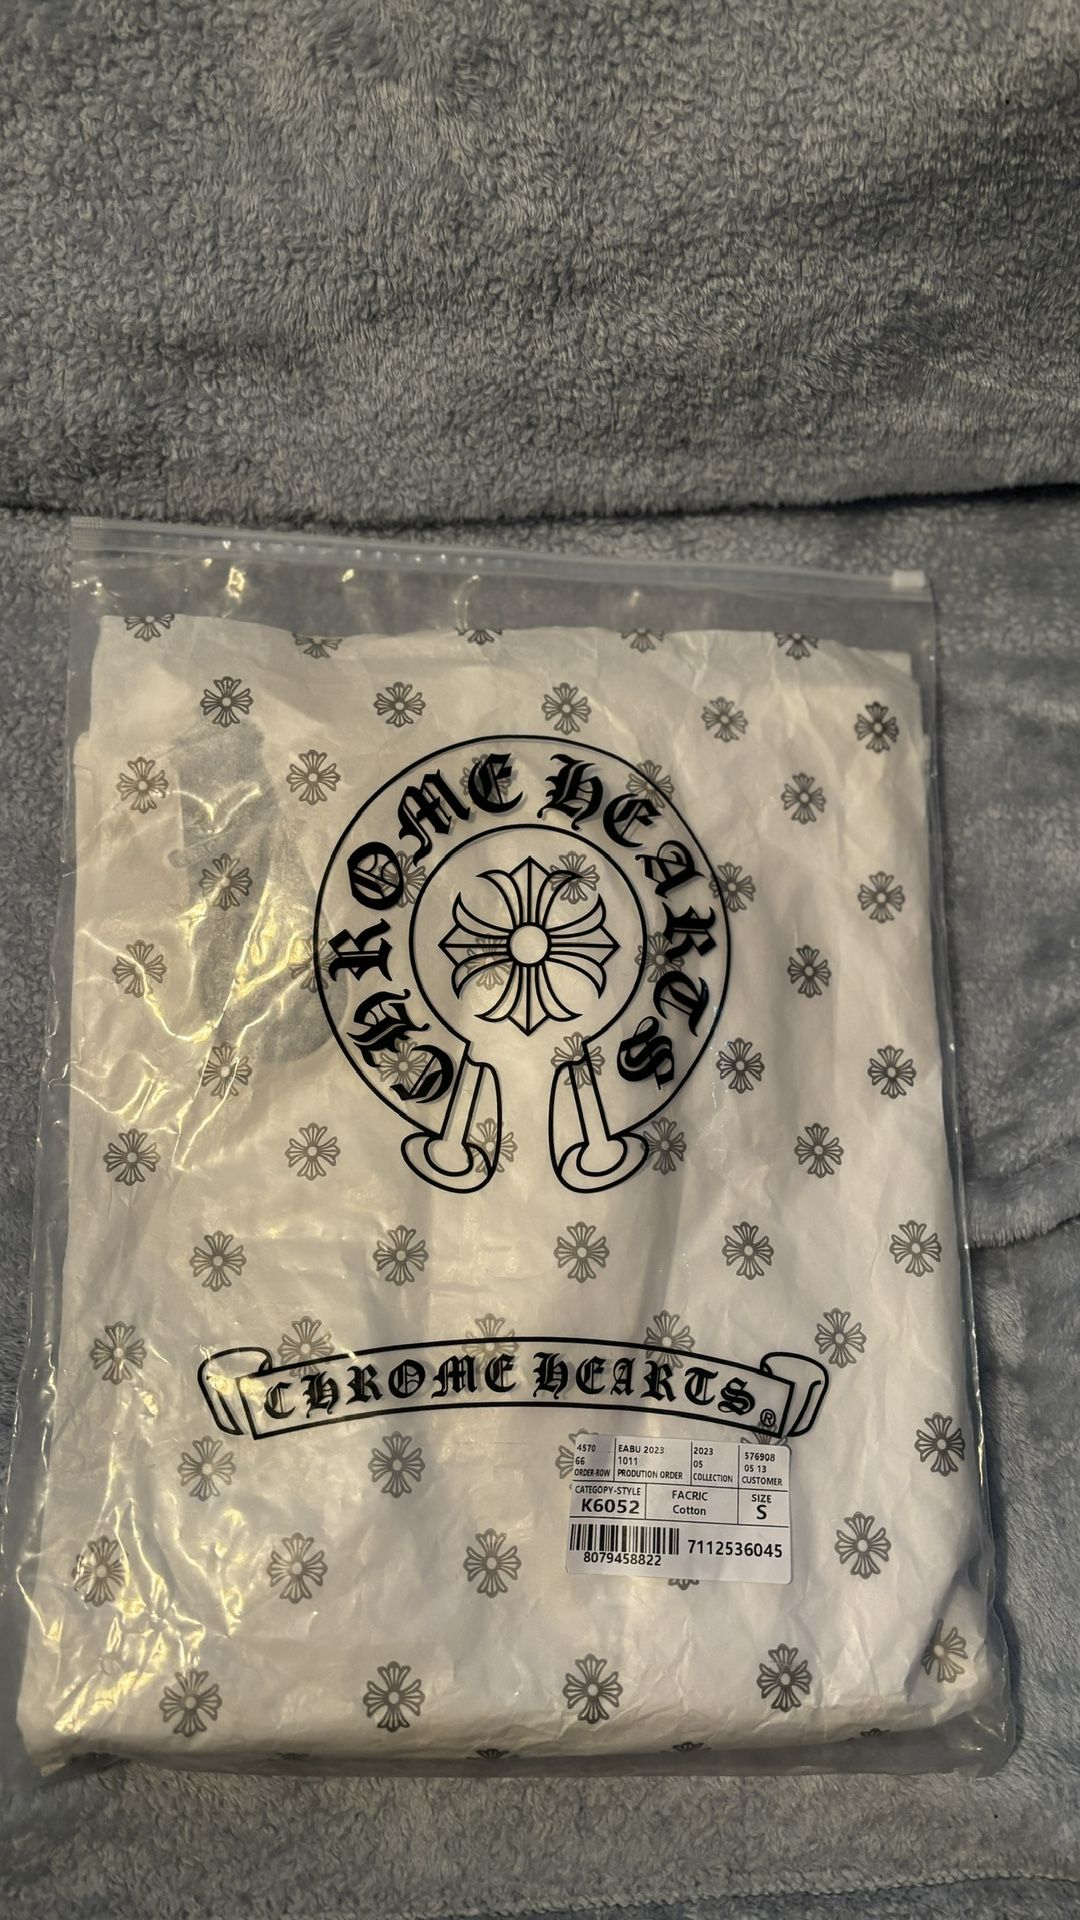 CHROME HEARTS
CHROME HEARTS®
4570
66
ORDER-ROW
EABU 2023
1011
PRODUTION ORDER
2023
05
COLLECTION
576908
05 13
CUSTOMER
CATEGOPY-STYLE
K6052
FACRIC
Cotton
SIZE
S
8079458822
7112536045